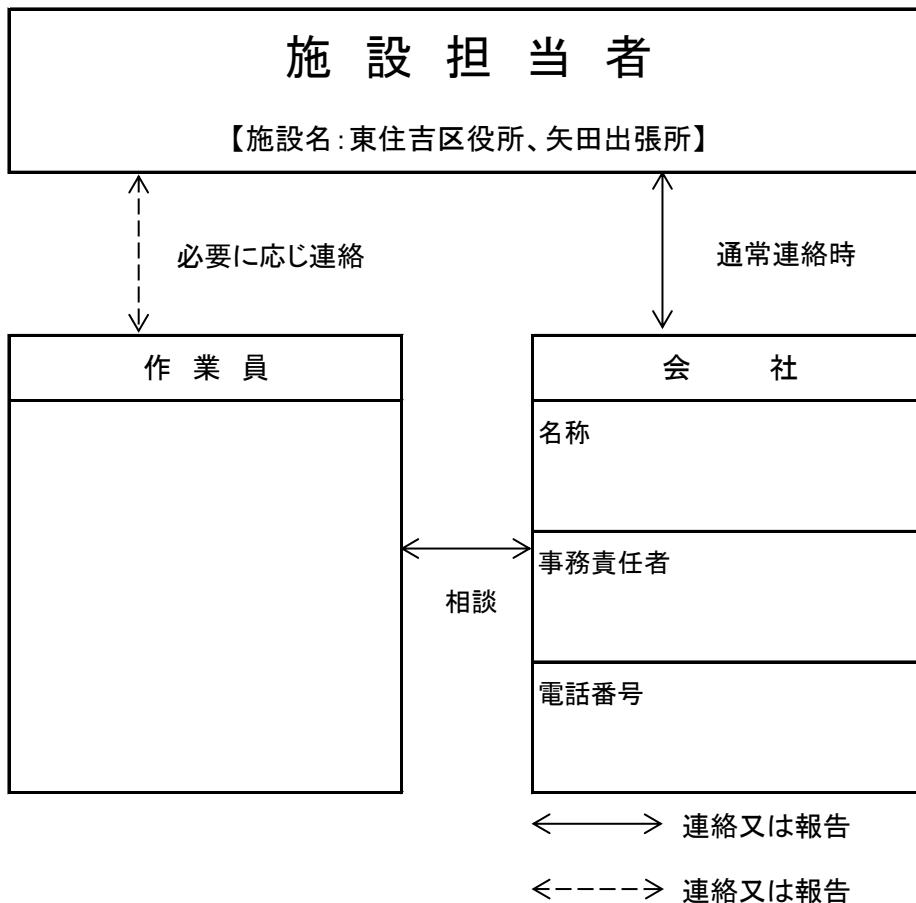 施 設 担 当 者
【施設名：東住吉区役所、矢田出張所】
必要に応じ連絡
通常連絡時
作 業 員
会 社
名称
事務責任者
相談
電話番号
連絡又は報告
連絡又は報告